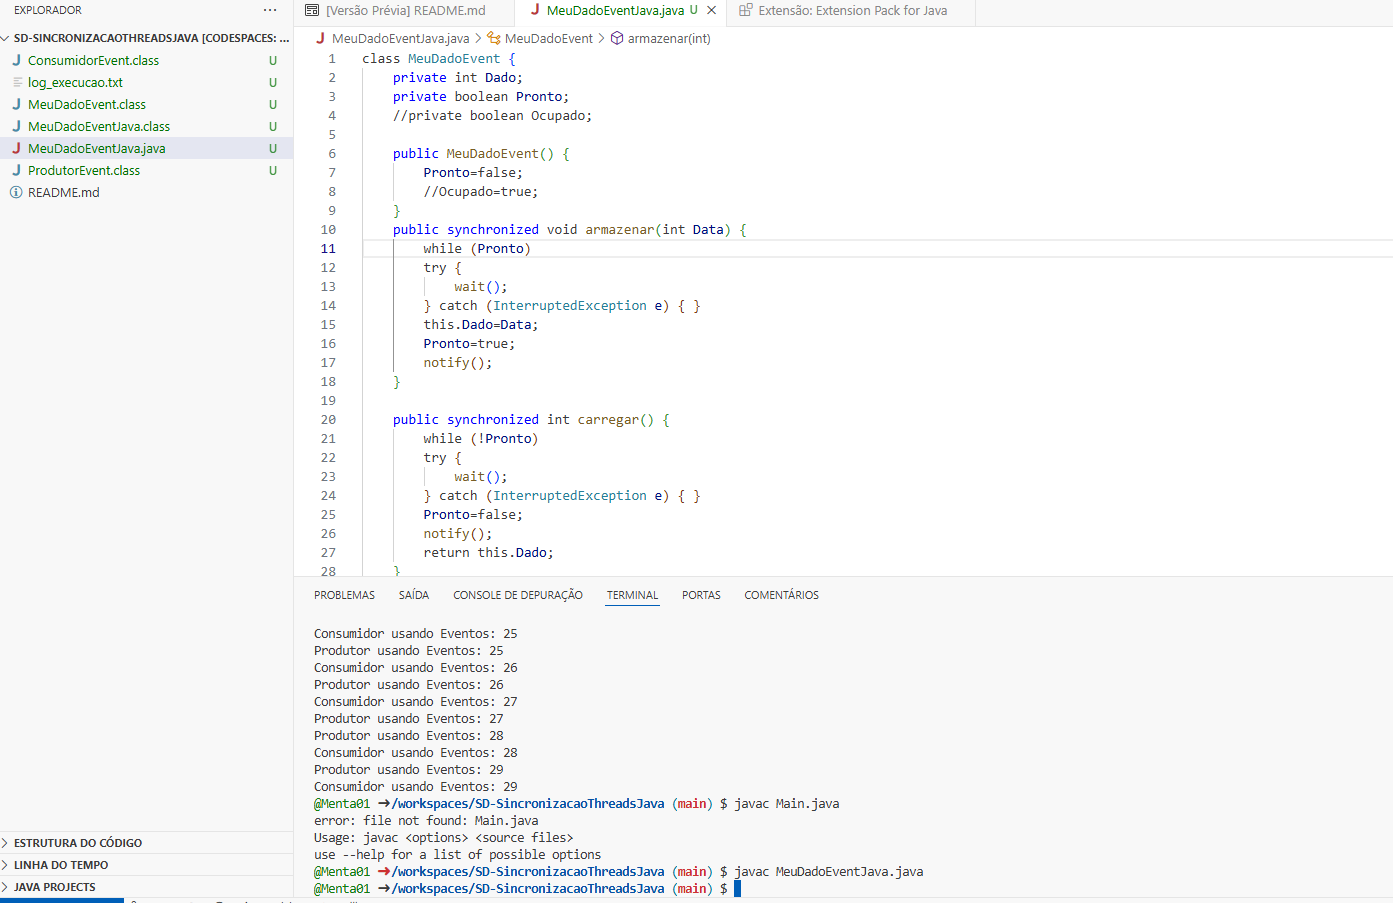 EXPLORADOR ...
SD-SINCRONIZACAOTHREADSJAVA [CODESPACES: ...
ConsumidorEvent.class U
log_execucao.txt U
MeuDadoEvent.class U
MeuDadoEventJava.class U
MeuDadoEventJava.java U
ProdutorEvent.class U
README.md
ESTRUTURA DO CÓDIGO
LINHA DO TEMPO
JAVA PROJECTS
[Versão Prévia] README.md
MeuDadoEventJava.java U
Extensão: Extension Pack for Java
MeuDadoEventJava.java > MeuDadoEvent > armazenar(int)
1 class MeuDadoEvent {
2 private int Dado;
3 private boolean Pronto;
4 //private boolean Ocupado;
5
6 public MeuDadoEvent() {
7 Pronto=false;
8 //Ocupado=true;
9 }
10 public synchronized void armazenar(int Data) {
11 while (Pronto)
12 try {
13 wait();
14 } catch (InterruptedException e) { }
15 this.Dado=Data;
16 Pronto=true;
17 notify();
18 }
19
20 public synchronized int carregar() {
21 while (!Pronto)
22 try {
23 wait();
24 } catch (InterruptedException e) { }
25 Pronto=false;
26 notify();
27 return this.Dado;
28 }
PROBLEMAS SAÍDA CONSOLE DE DEPURAÇÃO TERMINAL PORTAS COMENTÁRIOS
Consumidor usando Eventos: 25
Produtor usando Eventos: 25
Consumidor usando Eventos: 26
Produtor usando Eventos: 26
Consumidor usando Eventos: 27
Produtor usando Eventos: 27
Produtor usando Eventos: 28
Consumidor usando Eventos: 28
Produtor usando Eventos: 29
Consumidor usando Eventos: 29
@Menta01 ➜/workspaces/SD-SincronizacaoThreadsJava (main) $ javac Main.java
error: file not found: Main.java
Usage: javac <options> <source files>
use --help for a list of possible options
@Menta01 ➜/workspaces/SD-SincronizacaoThreadsJava (main) $ javac MeuDadoEventJava.java
@Menta01 ➜/workspaces/SD-SincronizacaoThreadsJava (main) $